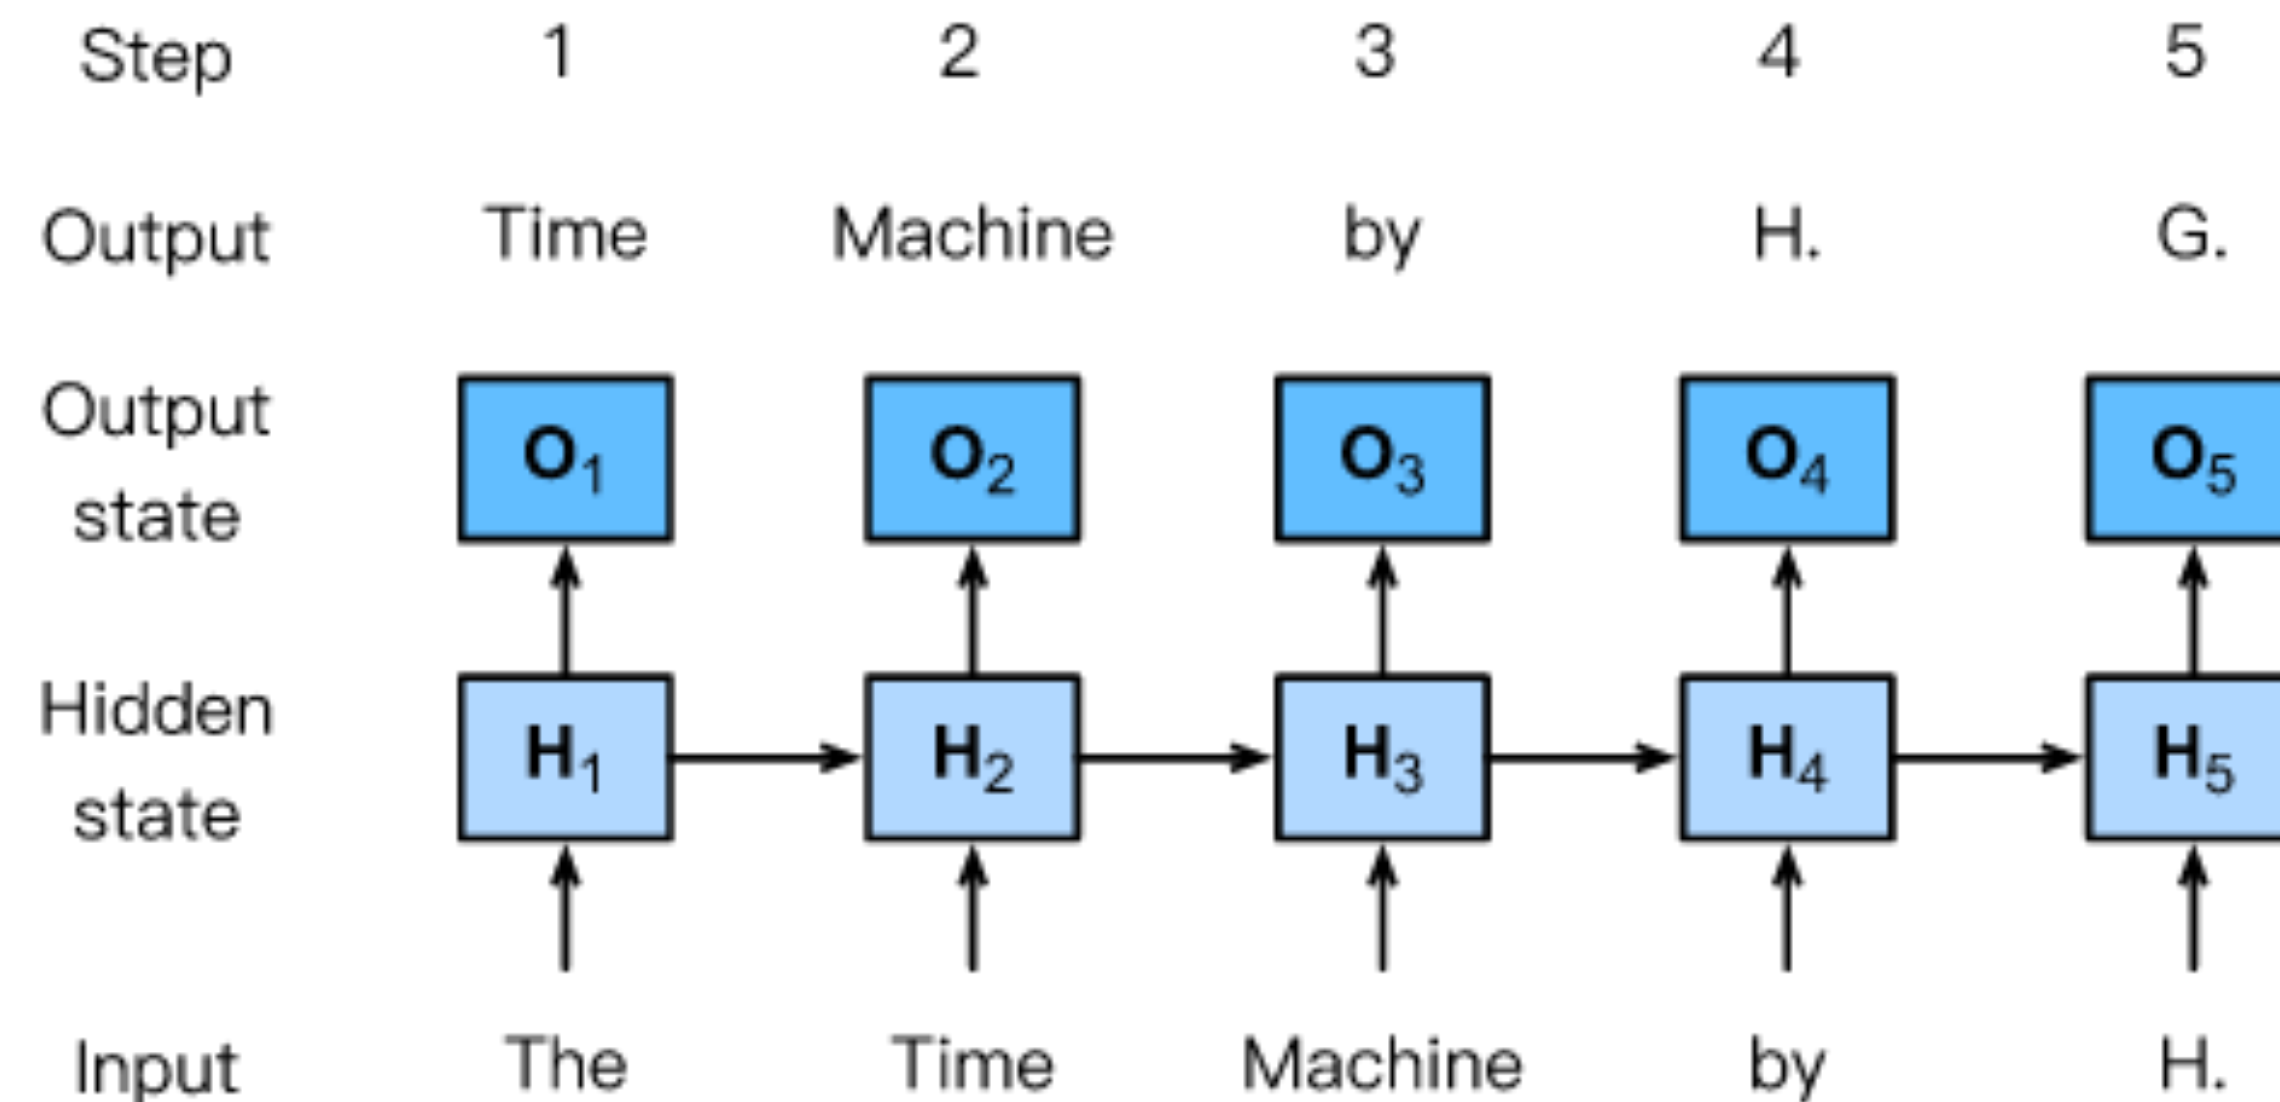 Step 1 2 3 4 5
Output Time Machine by H. G.
Output
state
O1 O2 O3 O4 O5
Hidden
state
H1 H2 H3 H4 H5
Input The Time Machine by H.